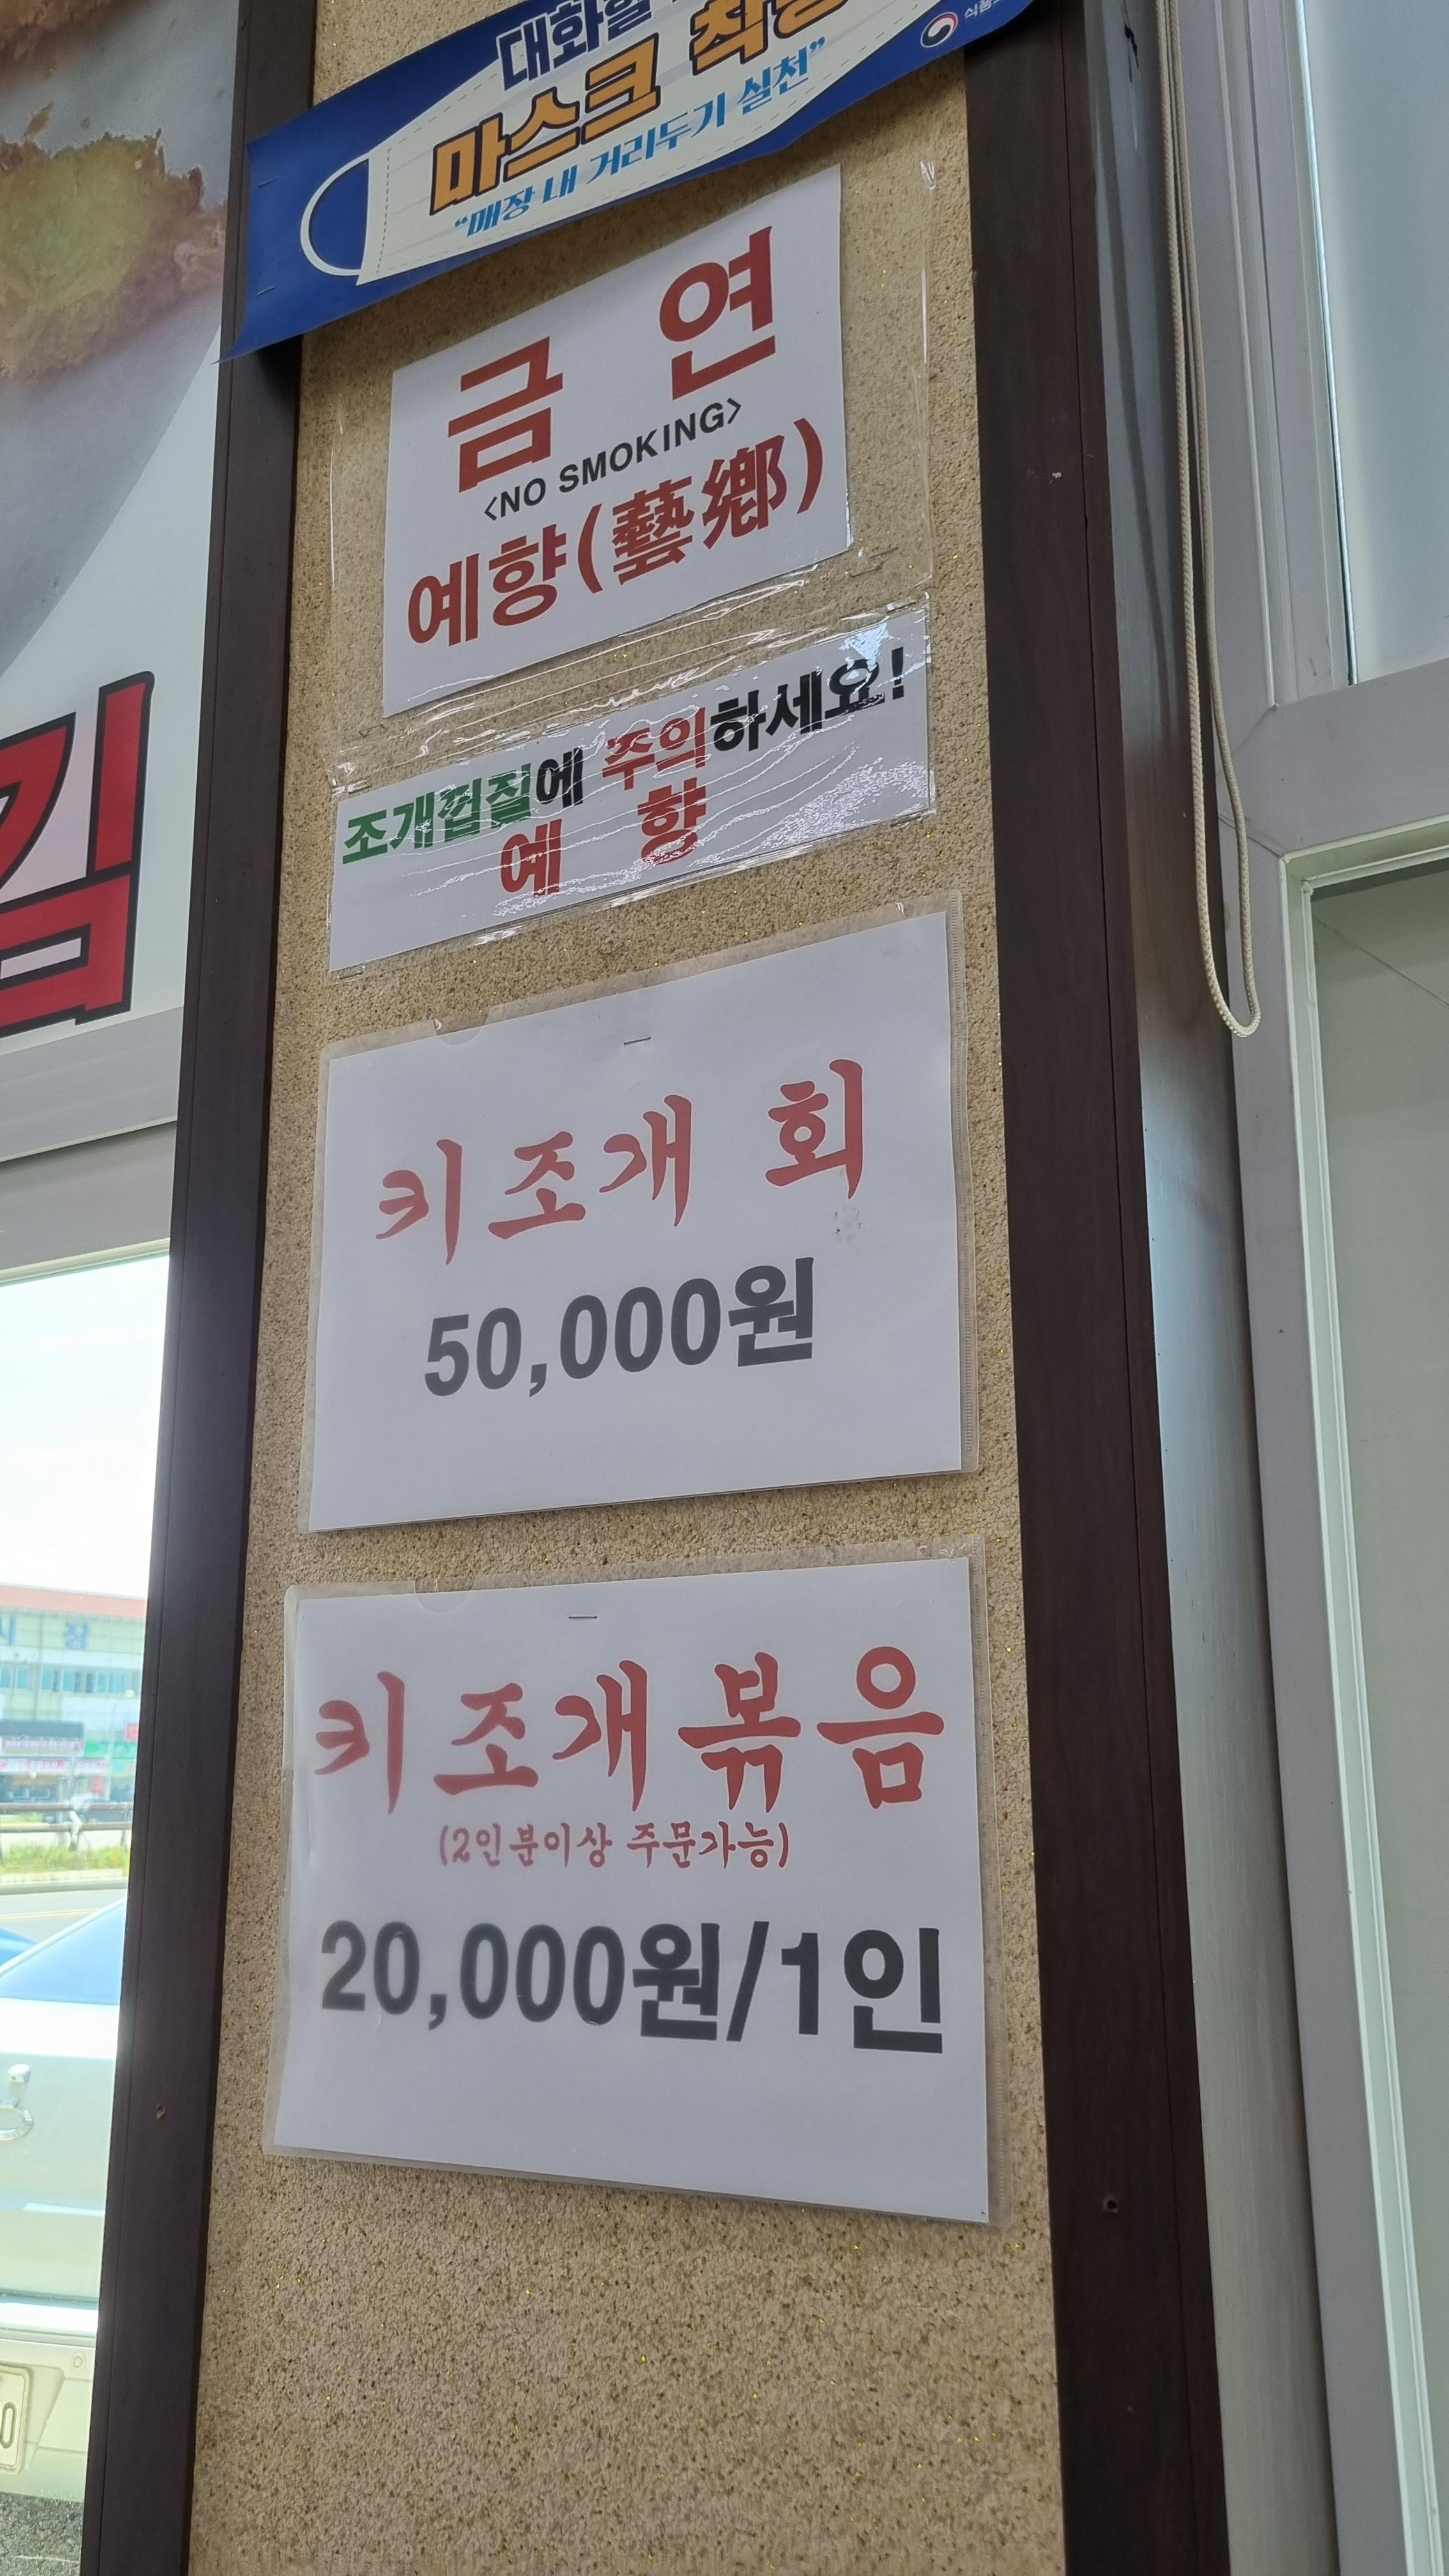 대화할
마스크 착용
“매장 내 거리두기 실천”
금 연
<NO SMOKING>
예향(藝鄕)
조개껍질에 주의하세요!
예 향
김
키조개 회
50,000원
키조개볶음
(2인분이상 주문가능)
20,000원/1인
시장